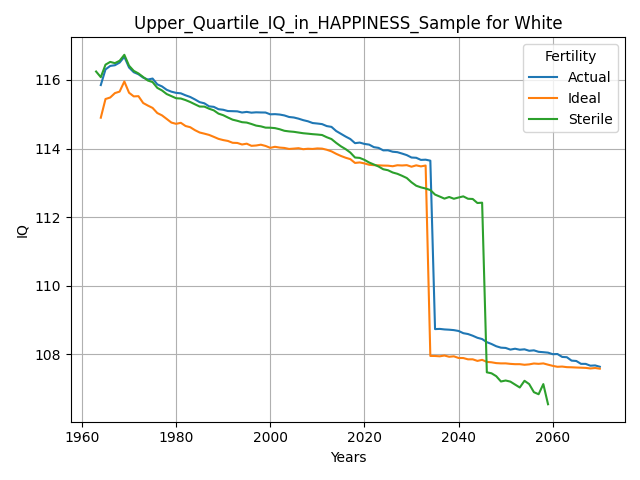 Upper_Quartile_IQ_in_HAPPINESS_Sample for White
Fertility
Actual
Ideal
Sterile
IQ
116
114
112
110
108
1960
1980
2000
2020
2040
2060
Years